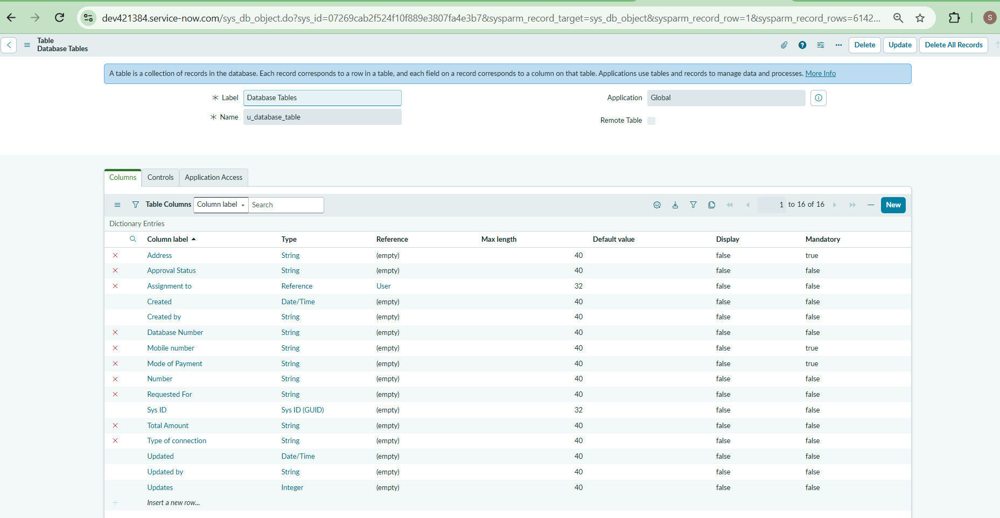 dev421384.service-now.com/sys_db_object.do?sys_id=07269cab2f524f10f889e3807fa4e3b7&sysparm_record_target=sys_db_object&sysparm_record_row=1&sysparm_record_rows=6142... S
Table
Database Tables
Delete Update Delete All Records
A table is a collection of records in the database. Each record corresponds to a row in a table, and each field on a record corresponds to a column on that table. Applications use tables and records to manage data and processes. More Info
Label Database Tables Application Global
Name u_database_table
Remote Table
Columns Controls Application Access
Table Columns Column label Search 1 to 16 of 16 New
Dictionary Entries
Column label Type Reference Max length Default value Display Mandatory
Address String (empty) 40 false true
Approval Status String (empty) 40 false false
Assignment to Reference User 32 false false
Created Date/Time (empty) 40 false false
Created by String (empty) 40 false false
Database Number String (empty) 40 false false
Mobile number String (empty) 40 false true
Mode of Payment String (empty) 40 false true
Number String (empty) 40 false false
Requested For String (empty) 40 false false
Sys ID Sys ID (GUID) (empty) 32 false false
Total Amount String (empty) 40 false false
Type of connection String (empty) 40 false false
Updated Date/Time (empty) 40 false false
Updated by String (empty) 40 false false
Updates Integer (empty) 40 false false
Insert a new row...